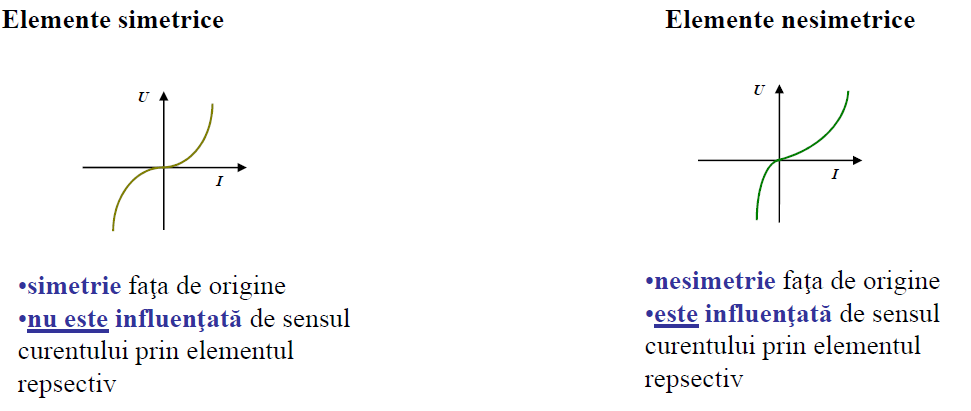 Elemente simetrice
U
I
•simetrie faţa de origine
•nu este influenţată de sensul
curentului prin elementul
repsectiv
Elemente nesimetrice
U
I
•nesimetrie faţa de origine
•este influenţată de sensul
curentului prin elementul
repsectiv